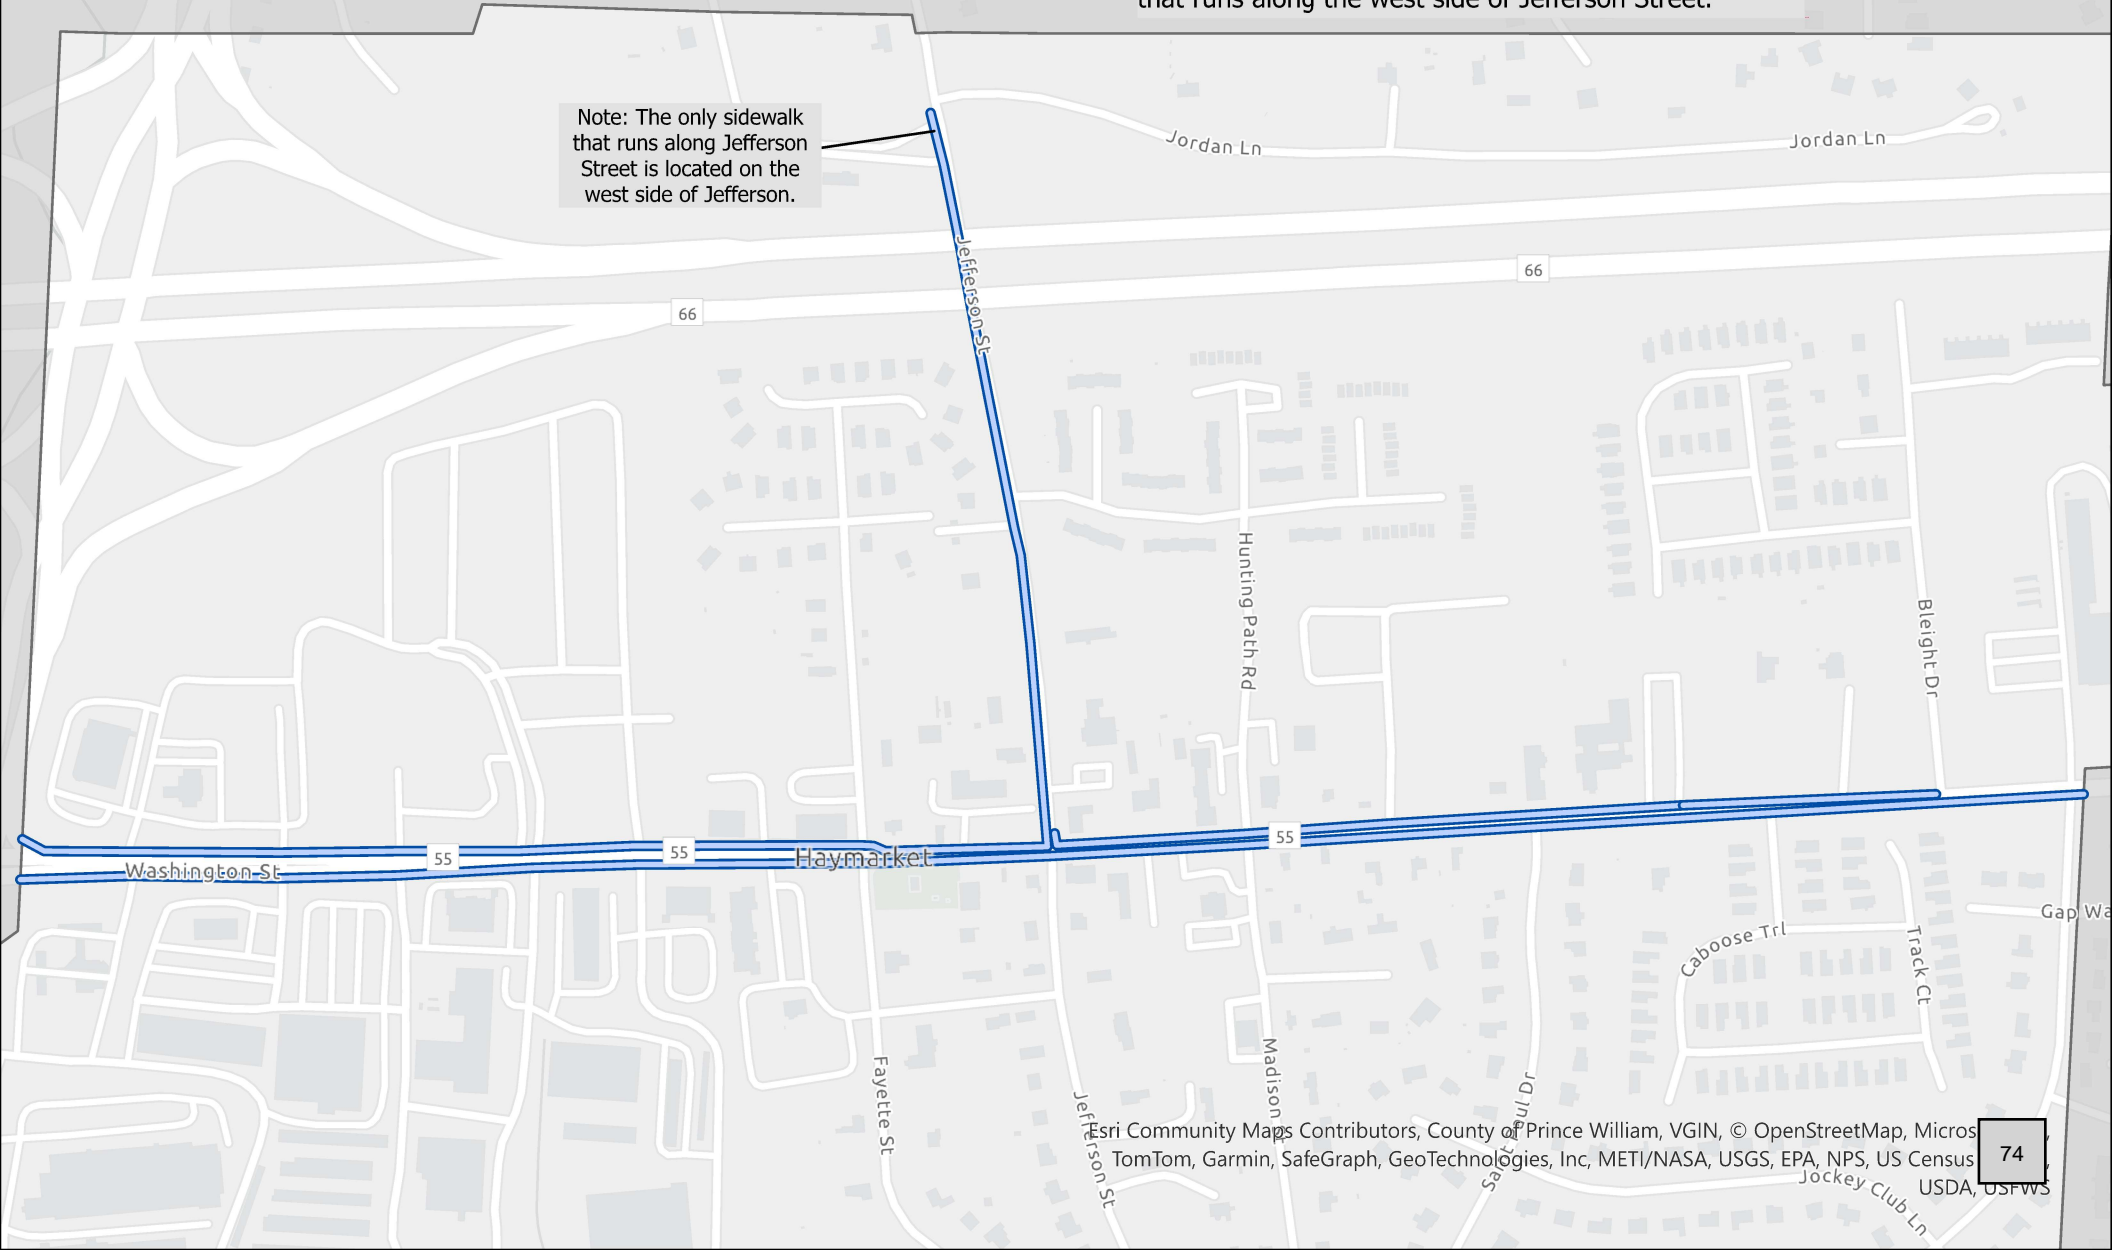 that runs along the west side of Jefferson Street.
Note: The only sidewalk
that runs along Jefferson
Street is located on the
west side of Jefferson.
Jordan Ln
Jordan Ln
Jefferson St
66
66
Hunting Path Rd
Bleight Dr
55
55
55
Haymarket
Washington St
Gap Wa
Caboose Trl
Track Ct
Fayette St
Jefferson St
Madison
Saint Paul Dr
Jockey Club Ln
Esri Community Maps Contributors, County of Prince William, VGIN, © OpenStreetMap, Micros
TomTom, Garmin, SafeGraph, GeoTechnologies, Inc, METI/NASA, USGS, EPA, NPS, US Census
USDA, USFWS
74